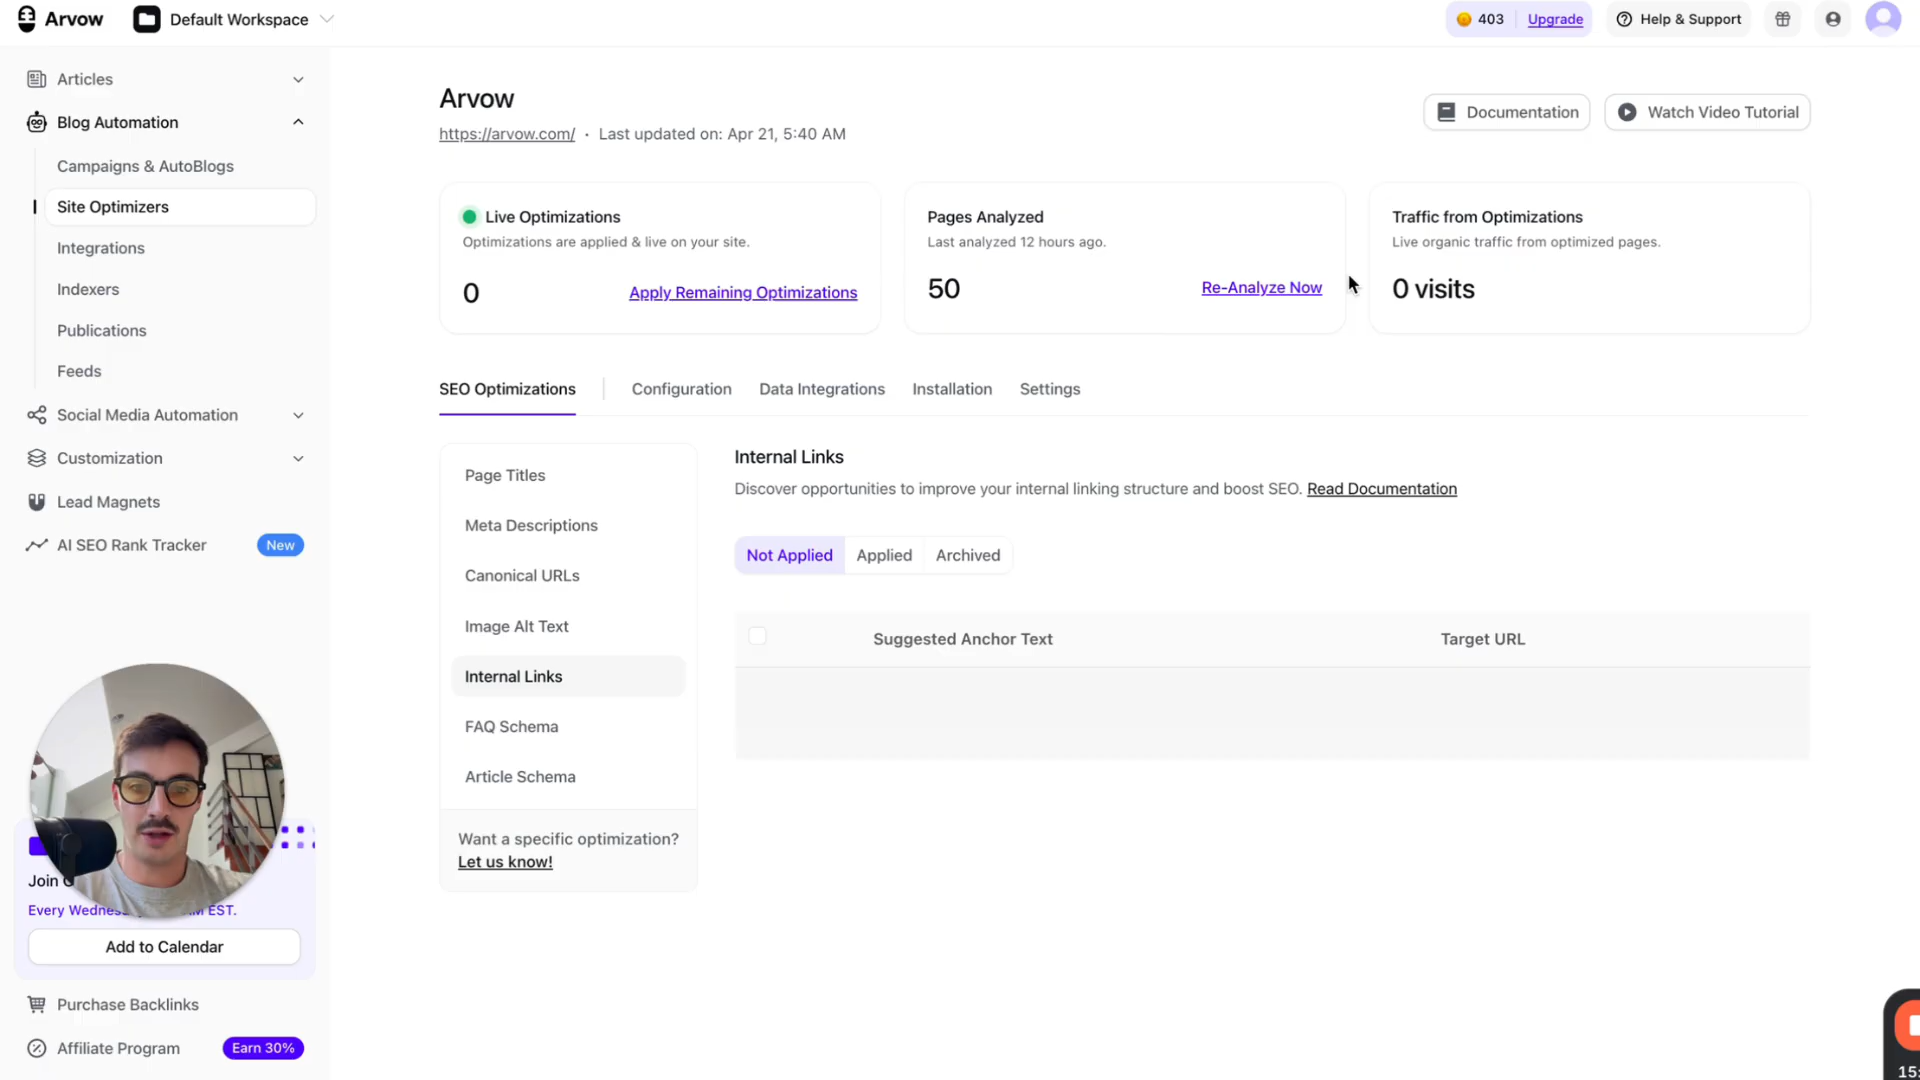 Arvow
Default Workspace
403
Upgrade
Help & Support
Articles
Blog Automation
Campaigns & AutoBlogs
Site Optimizers
Integrations
Indexers
Publications
Feeds
Social Media Automation
Customization
Lead Magnets
AI SEO Rank Tracker
New
Join
Every Wednes
M EST.
Add to Calendar
Purchase Backlinks
Affiliate Program
Earn 30%
Arvow
https://arvow.com/ · Last updated on: Apr 21, 5:40 AM
Documentation
Watch Video Tutorial
Live Optimizations
Optimizations are applied & live on your site.
0
Apply Remaining Optimizations
Pages Analyzed
Last analyzed 12 hours ago.
50
Re-Analyze Now
Traffic from Optimizations
Live organic traffic from optimized pages.
0 visits
SEO Optimizations
Configuration
Data Integrations
Installation
Settings
Page Titles
Meta Descriptions
Canonical URLs
Image Alt Text
Internal Links
FAQ Schema
Article Schema
Want a specific optimization?
Let us know!
Internal Links
Discover opportunities to improve your internal linking structure and boost SEO. Read Documentation
Not Applied
Applied
Archived
Suggested Anchor Text
Target URL
15: